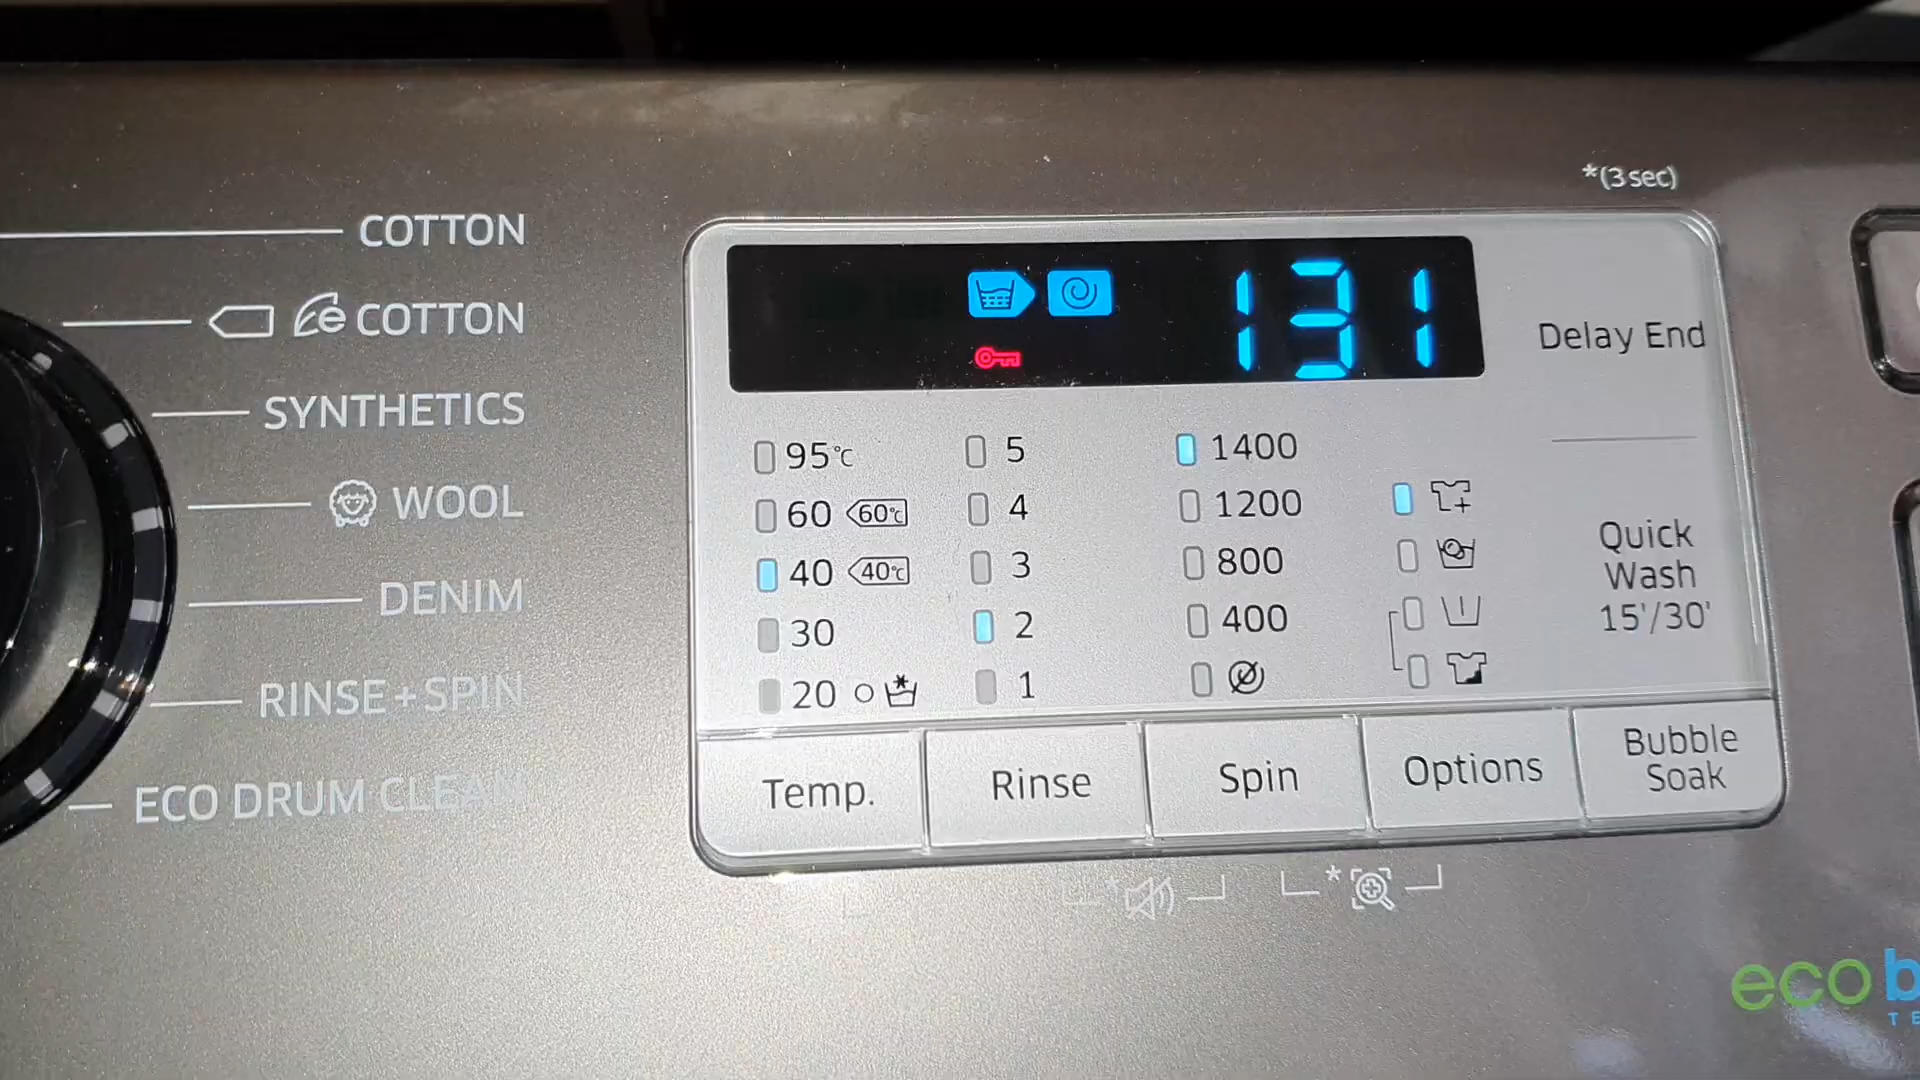 *(3 sec)
COTTON
e COTTON
SYNTHETICS
WOOL
DENIM
RINSE+SPIN
ECO DRUM CLEAN
131
Delay End
95℃ 5 1400
60 60℃ 4 1200
40 40℃ 3 800
30 2 400
20 1
Quick
Wash
15'/30'
Temp. Rinse Spin Options Bubble
Soak
* *
eco b
TE